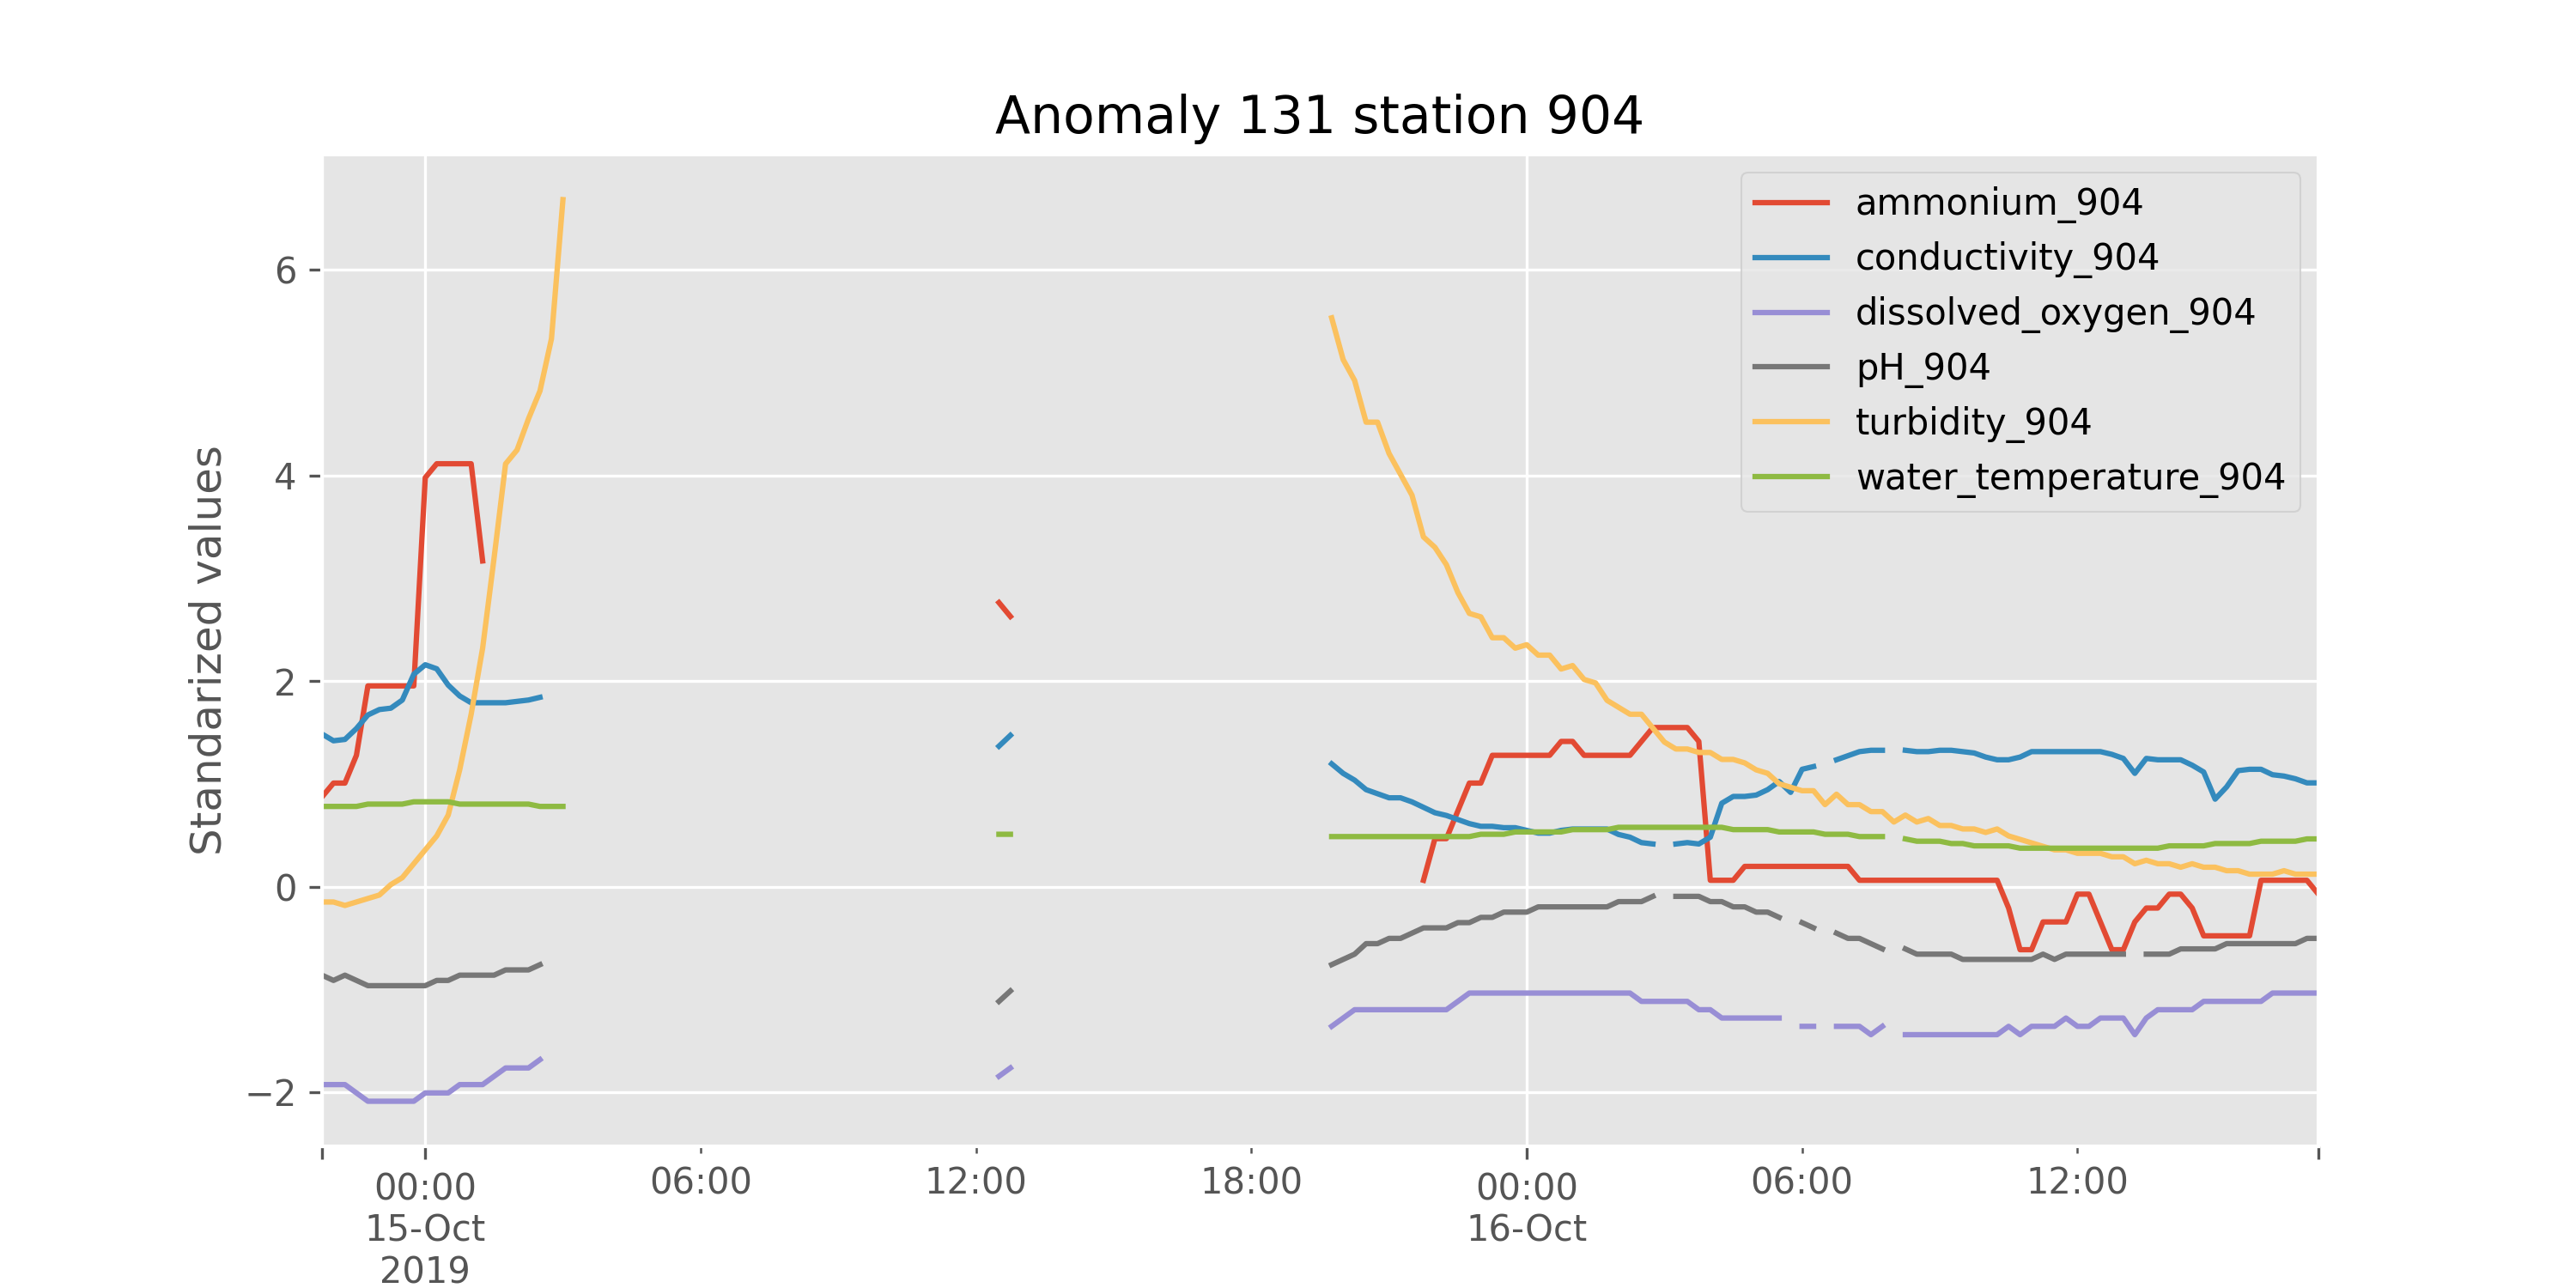 Anomaly 131 station 904
ammonium_904
conductivity_904
dissolved_oxygen_904
pH_904
turbidity_904
water_temperature_904
Standarized values
6
4
2
0
−2
00:00
15-Oct
2019
06:00
12:00
18:00
00:00
16-Oct
06:00
12:00